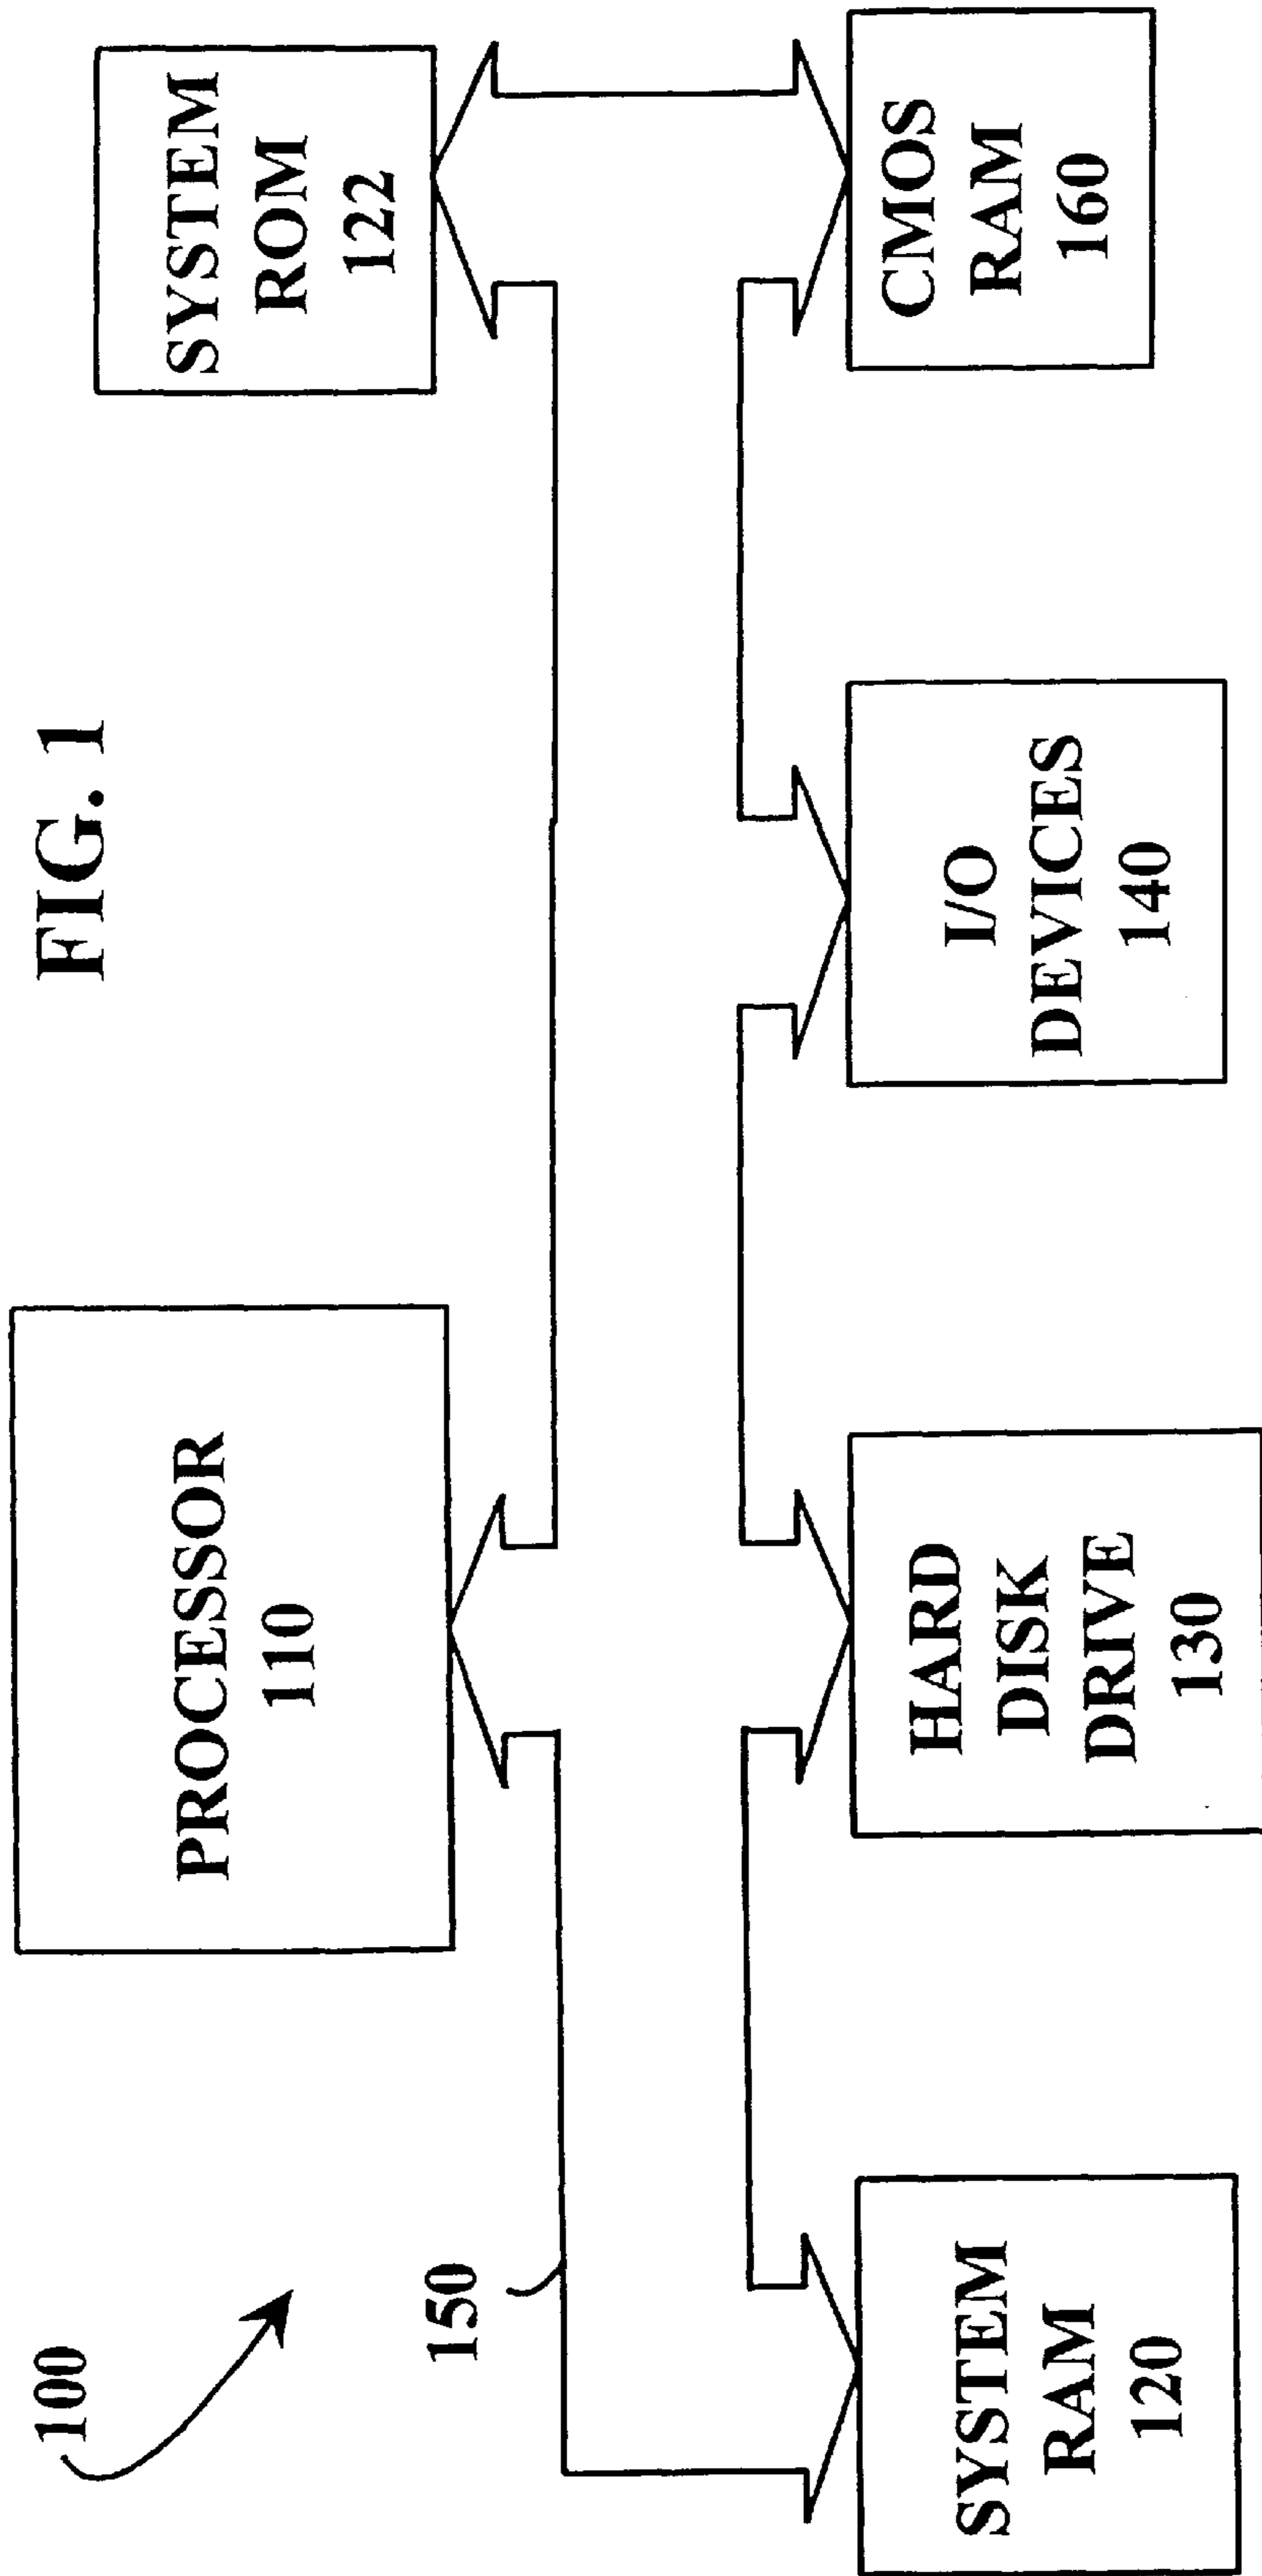 FIG. 1
100
PROCESSOR
110
SYSTEM
ROM
122
150
SYSTEM
RAM
120
HARD
DISK
DRIVE
130
I/O
DEVICES
140
CMOS
RAM
160